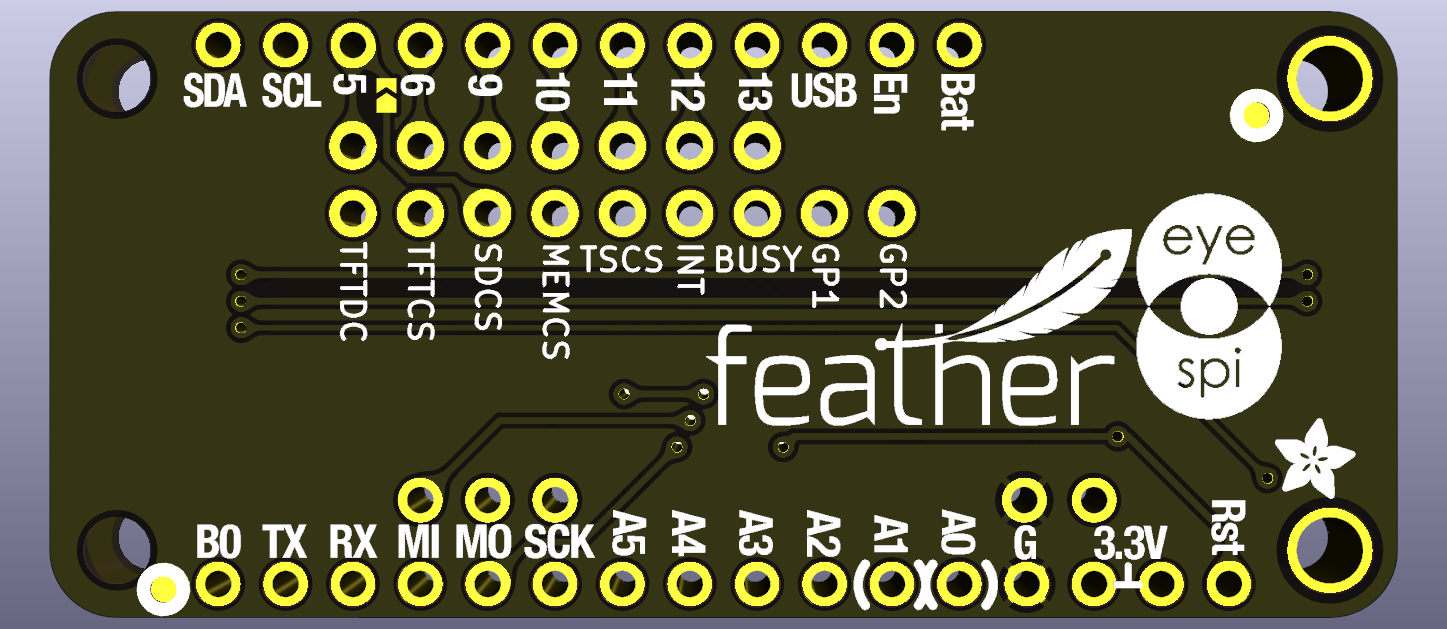 SDA SCL 5 6 9 10 11 12 13 USB En Bat
TFTDC TFTCS SDCS MEMCS TSCS INT BUSY GP1 GP2
eye
spi
feather
B0 TX RX MI MO SCK A5 A4 A3 A2 (A1) (A0) G 3.3V Rst